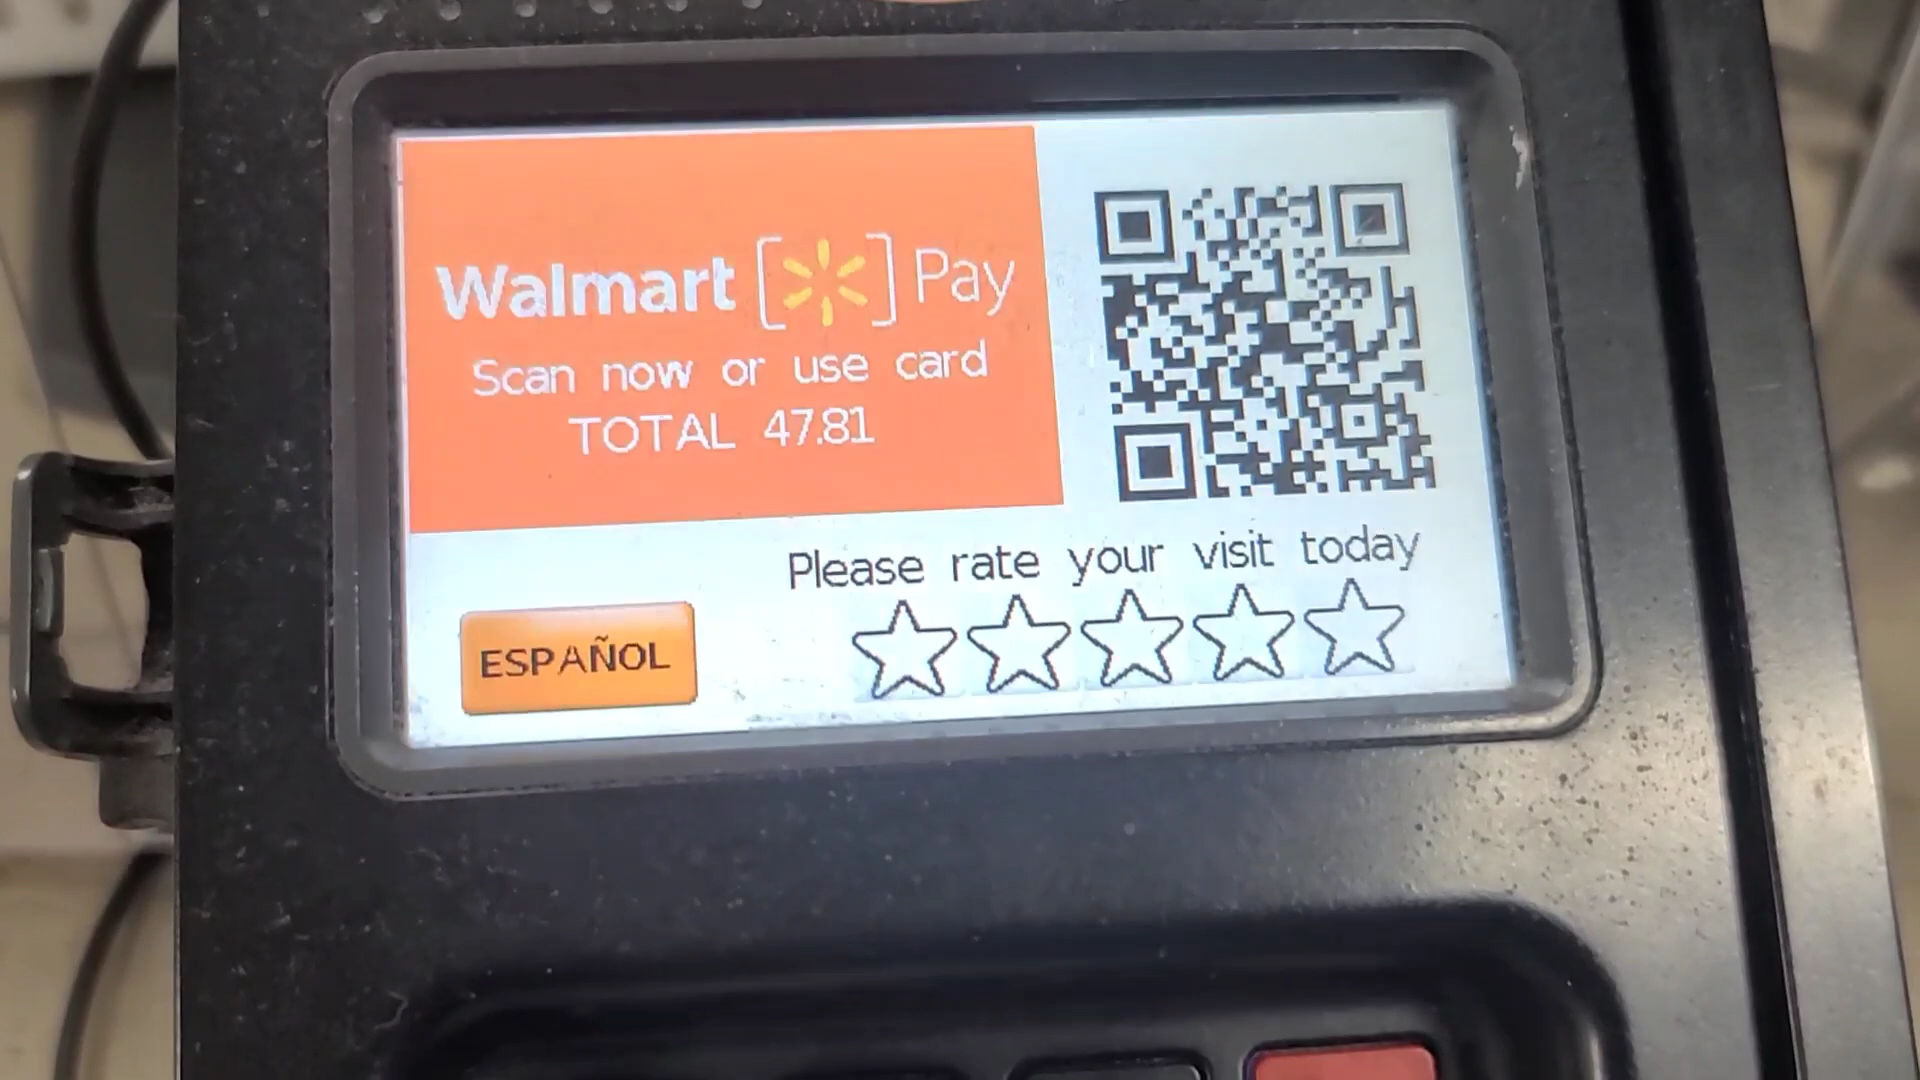 Walmart Pay
Scan now or use card
TOTAL 47.81
Please rate your visit today
ESPAÑOL